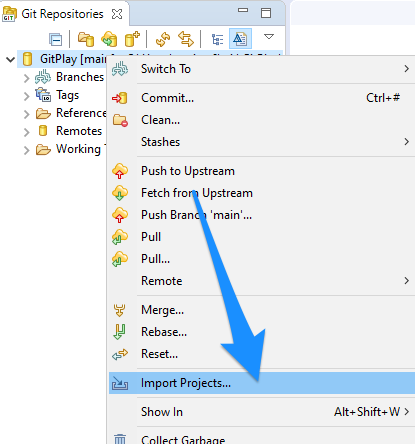 Git Repositories
GitPlay [main
Branches
Tags
Reference
Remotes
Working
Switch To
Commit... Ctrl+#
Clean...
Stashes
Push to Upstream
Fetch from Upstream
Push Branch 'main'...
Pull
Pull...
Remote
Merge...
Rebase...
Reset...
Import Projects...
Show In Alt+Shift+W
Collect Garbage